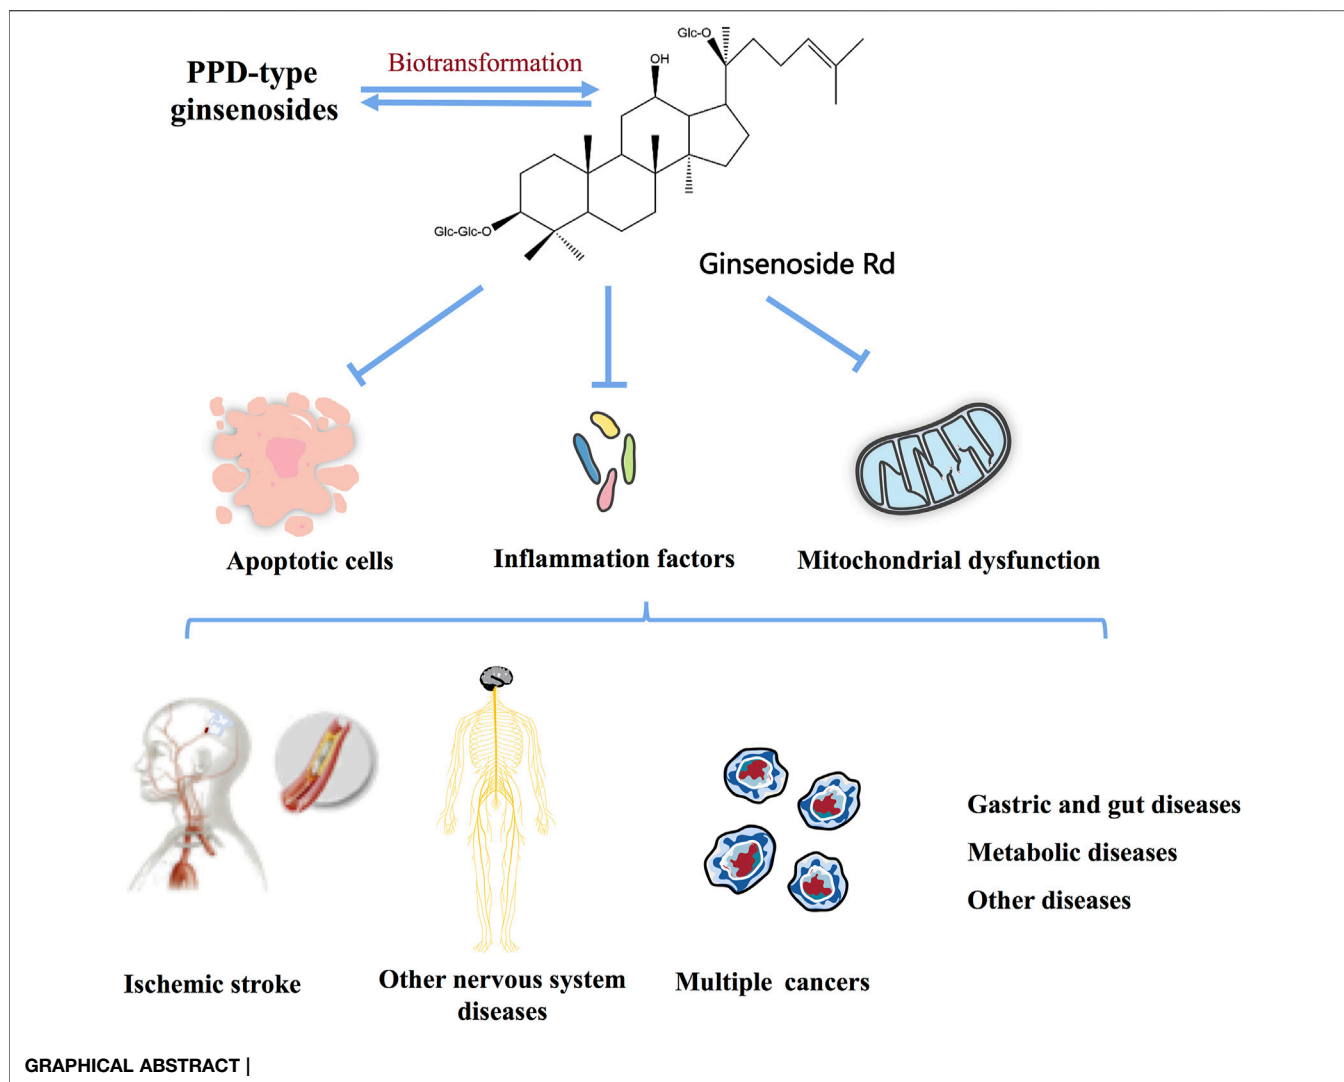 PPD-type
ginsenosides
Biotransformation
Glc-O
OH
Glc-Glc-O
Ginsenoside Rd
Apoptotic cells
Inflammation factors
Mitochondrial dysfunction
Gastric and gut diseases
Metabolic diseases
Other diseases
Ischemic stroke
Other nervous system
diseases
Multiple cancers
GRAPHICAL ABSTRACT |